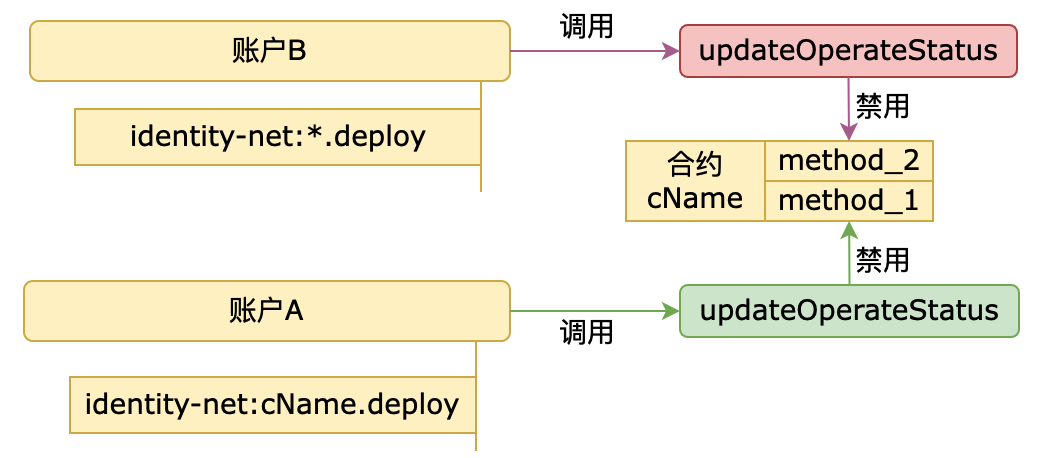 账户B
调用
updateOperateStatus
identity-net:*.deploy
禁用
合约
cName
method_2
method_1
禁用
账户A
调用
updateOperateStatus
identity-net:cName.deploy